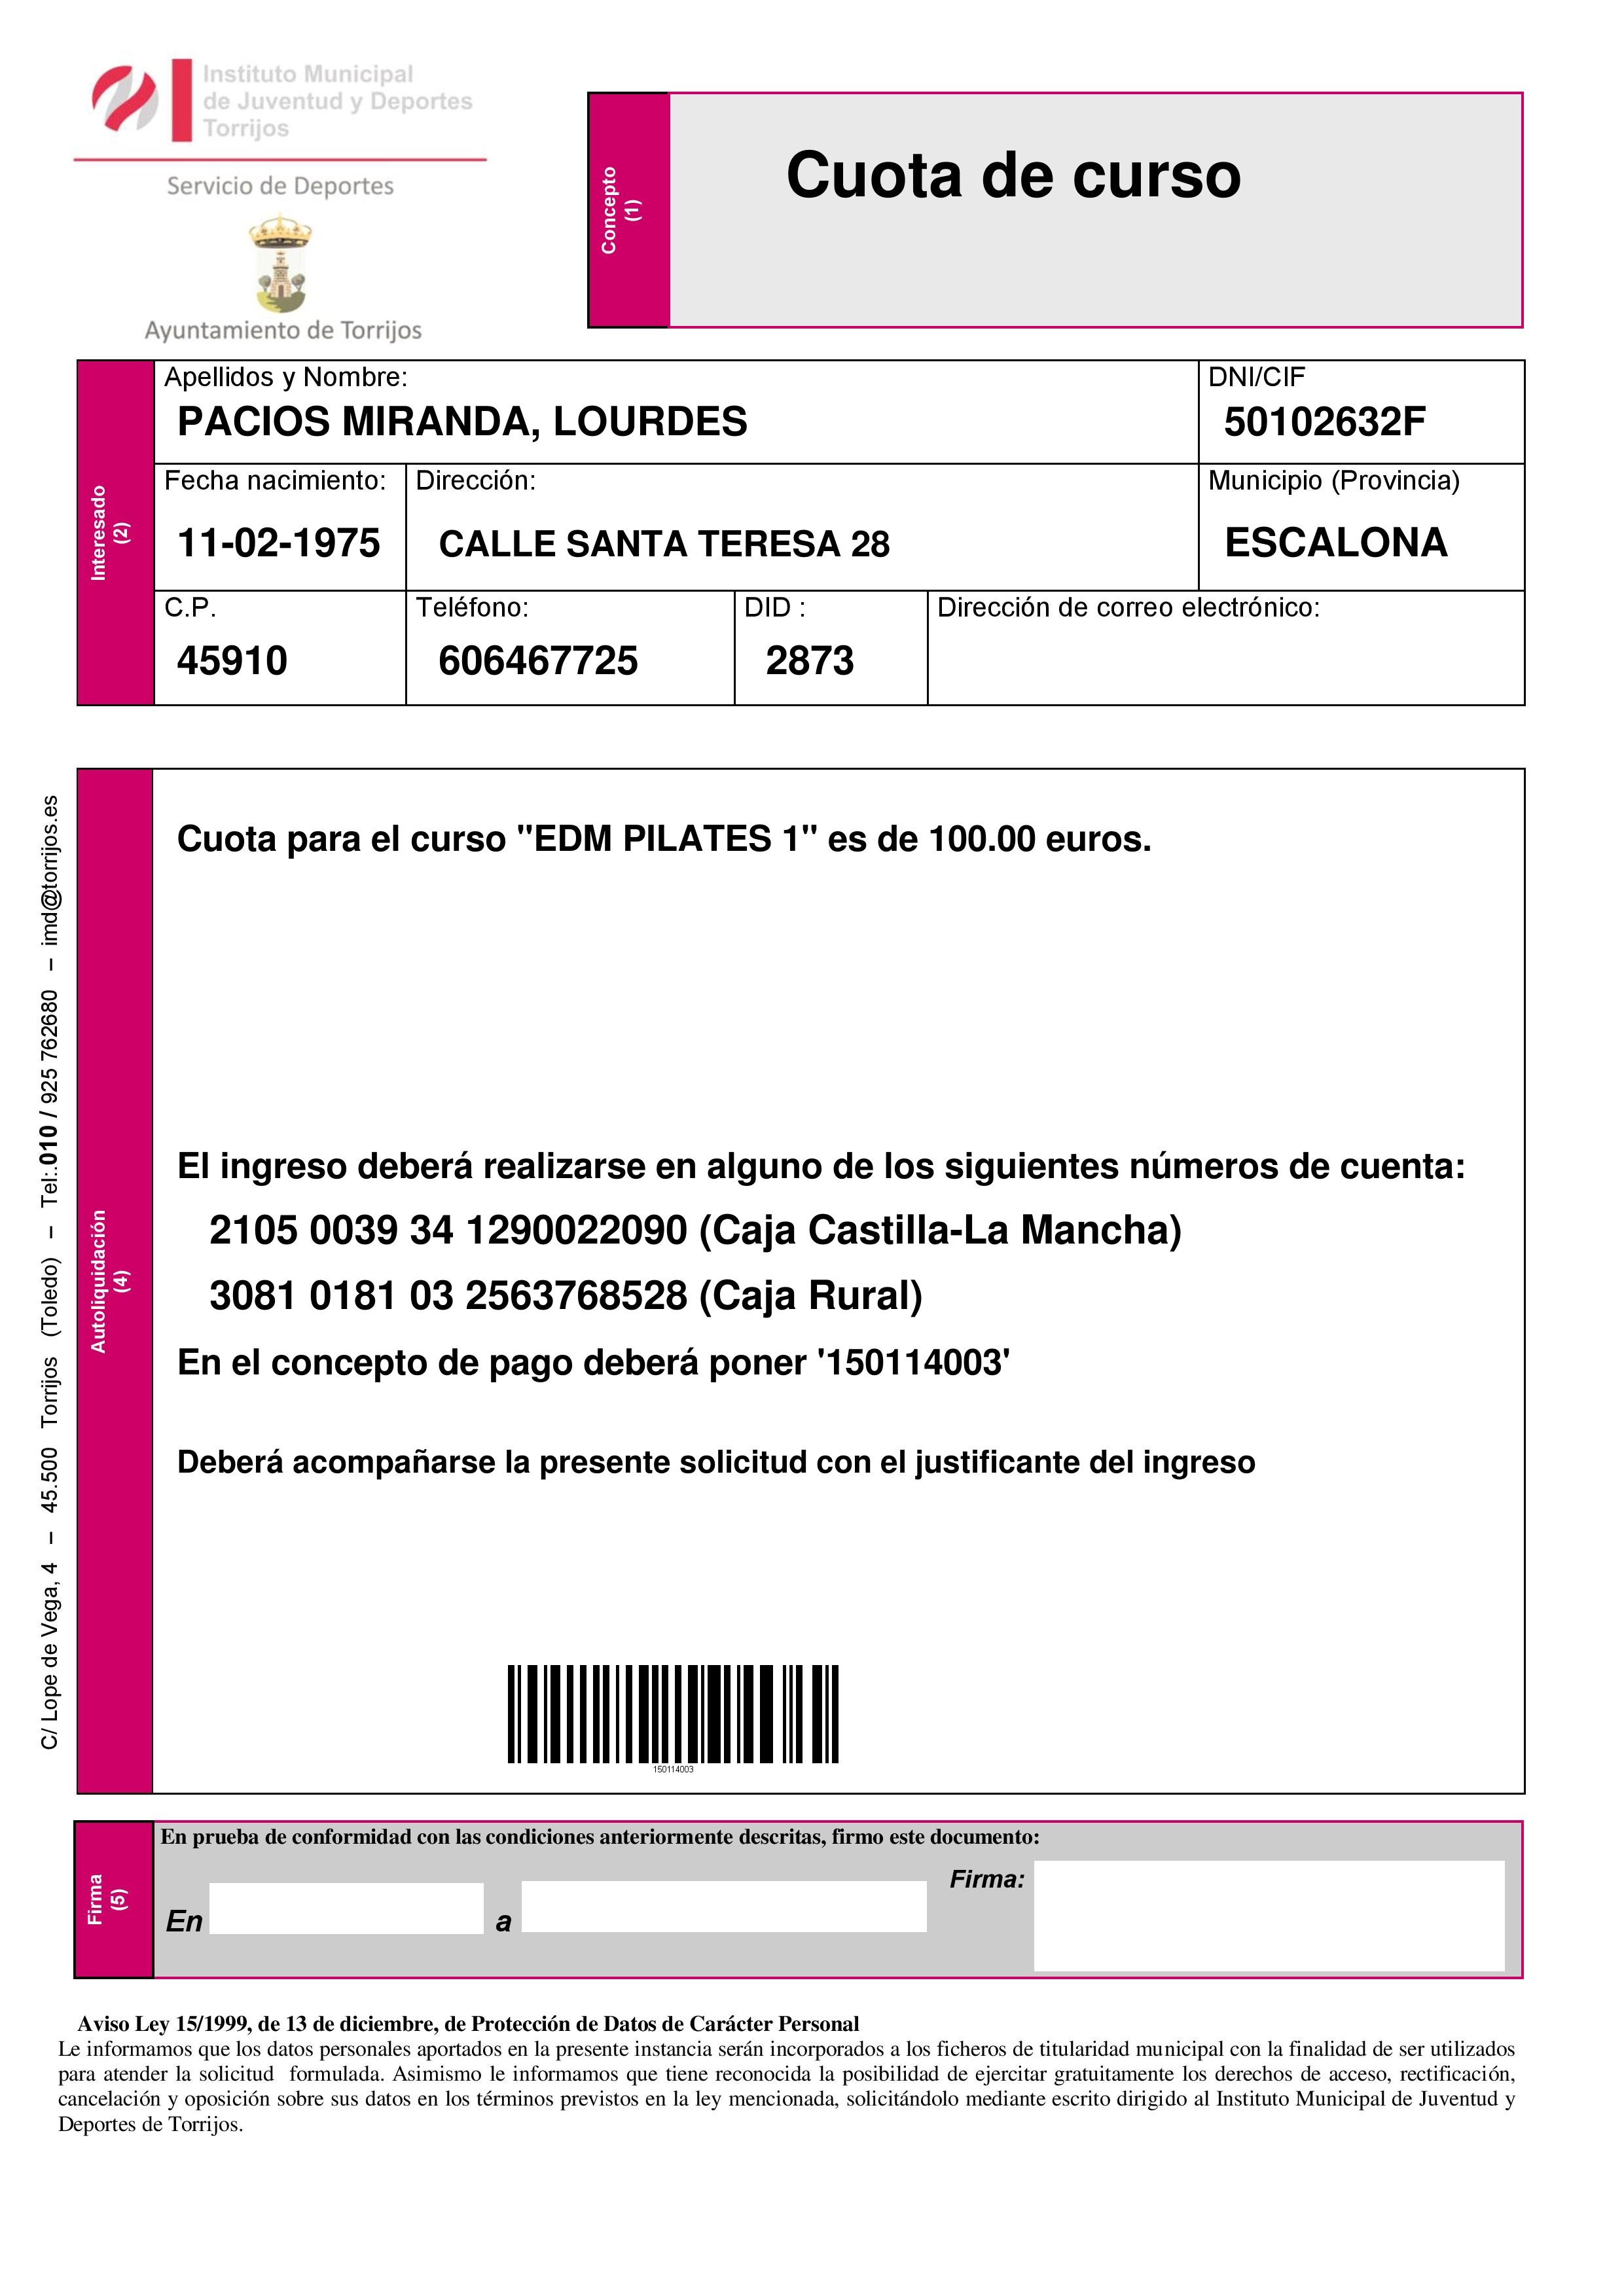 Instituto Municipal
de Juventud y Deportes
Torrijos
Servicio de Deportes
Ayuntamiento de Torrijos
Concepto
(1)
Cuota de curso
Interesado
(2)
Apellidos y Nombre:
PACIOS MIRANDA, LOURDES
DNI/CIF
50102632F
Fecha nacimiento:
11-02-1975
Dirección:
CALLE SANTA TERESA 28
Municipio (Provincia)
ESCALONA
C.P.
45910
Teléfono:
606467725
DID :
2873
Dirección de correo electrónico:
C/ Lope de Vega, 4 – 45.500 Torrijos (Toledo) – Tel:.010 / 925 762680 – imd@torrijos.es
Autoliquidación
(4)
Cuota para el curso "EDM PILATES 1" es de 100.00 euros.
El ingreso deberá realizarse en alguno de los siguientes números de cuenta:
2105 0039 34 1290022090 (Caja Castilla-La Mancha)
3081 0181 03 2563768528 (Caja Rural)
En el concepto de pago deberá poner '150114003'
Deberá acompañarse la presente solicitud con el justificante del ingreso
150114003
Firma
(5)
En prueba de conformidad con las condiciones anteriormente descritas, firmo este documento:
En
a
Firma:
Aviso Ley 15/1999, de 13 de diciembre, de Protección de Datos de Carácter Personal
Le informamos que los datos personales aportados en la presente instancia serán incorporados a los ficheros de titularidad municipal con la finalidad de ser utilizados
para atender la solicitud formulada. Asimismo le informamos que tiene reconocida la posibilidad de ejercitar gratuitamente los derechos de acceso, rectificación,
cancelación y oposición sobre sus datos en los términos previstos en la ley mencionada, solicitándolo mediante escrito dirigido al Instituto Municipal de Juventud y
Deportes de Torrijos.